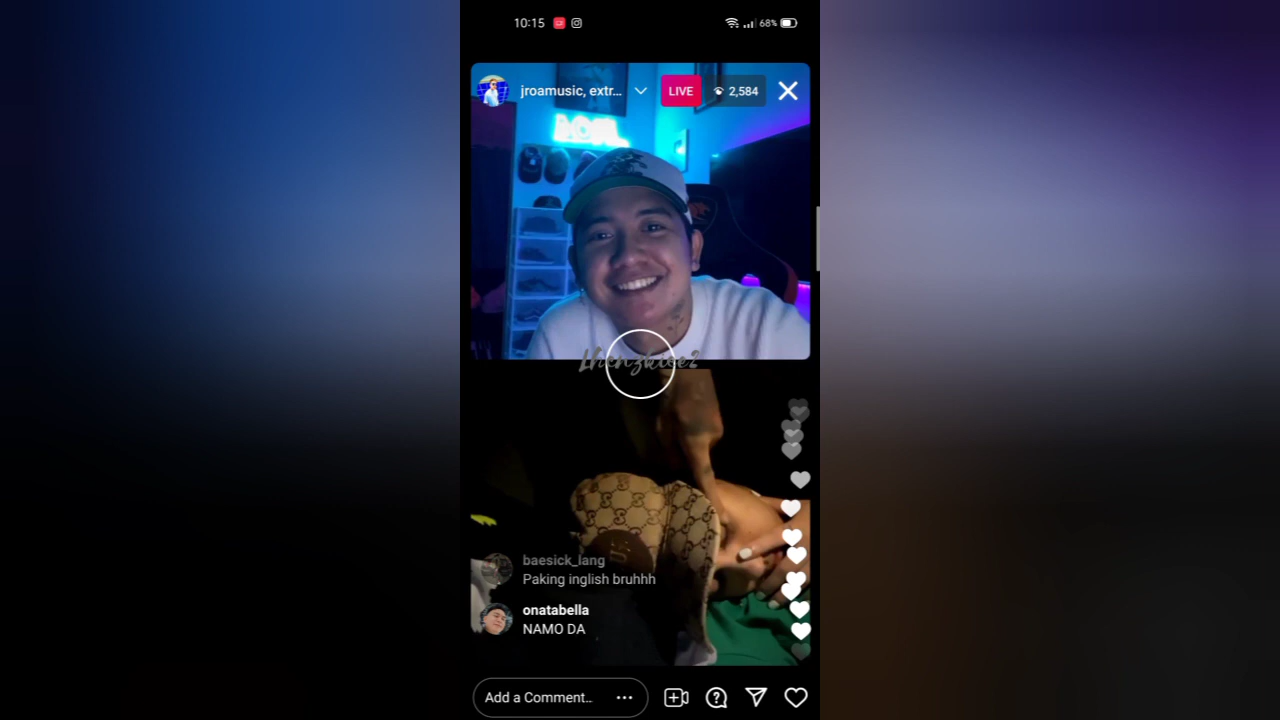 10:15
68%
jroamusic, extr...
LIVE
2,584
baesick_lang
Paking inglish bruhhh
onatabella
NAMO DA
Add a Comment...